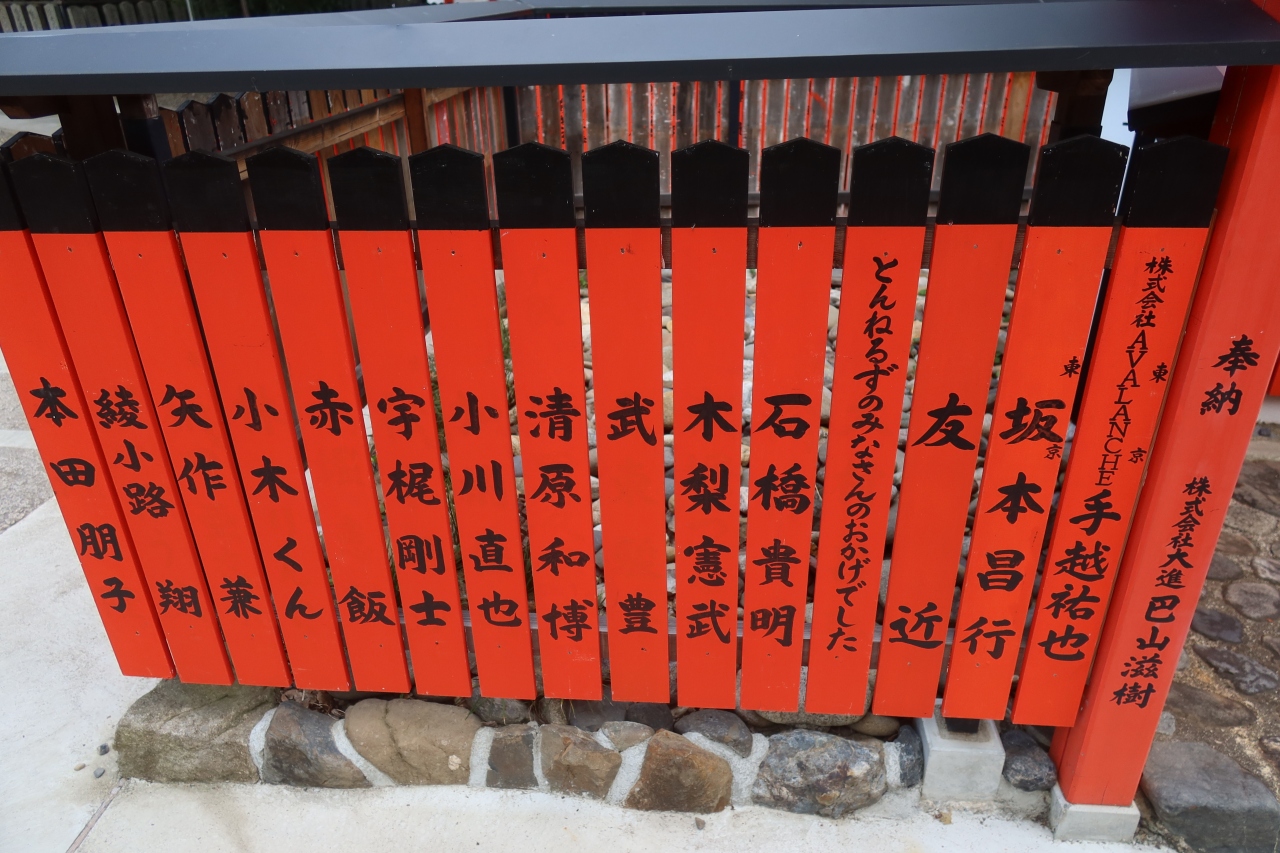 奉納 株式会社大進 巴山滋樹
株式会社AVALANCHE 手越祐也
東京
坂本昌行
東京
友近
とんねるずのみなさんのおかげでした
石橋貴明
木梨憲武
武豊
清原和博
小川直也
宇梶剛士
赤飯
小木くん
矢作兼
綾小路翔
本田朋子